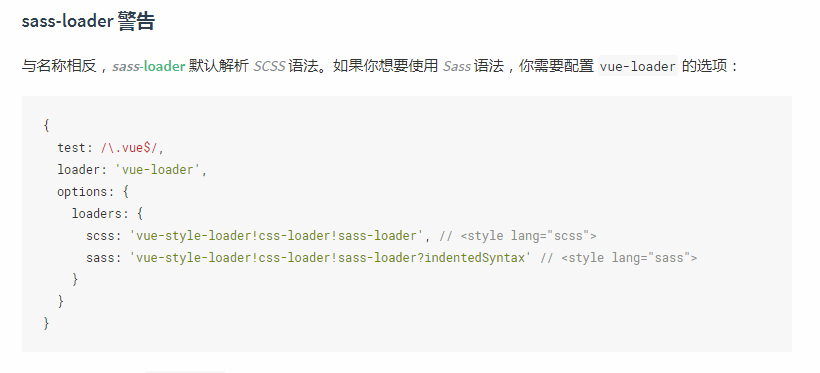 sass-loader 警告
与名称相反，sass-loader 默认解析 SCSS 语法。如果你想要使用 Sass 语法，你需要配置 vue-loader 的选项：
{
  test: /\.vue$/,
  loader: 'vue-loader',
  options: {
    loaders: {
      scss: 'vue-style-loader!css-loader!sass-loader', // <style lang="scss">
      sass: 'vue-style-loader!css-loader!sass-loader?indentedSyntax' // <style lang="sass">
    }
  }
}